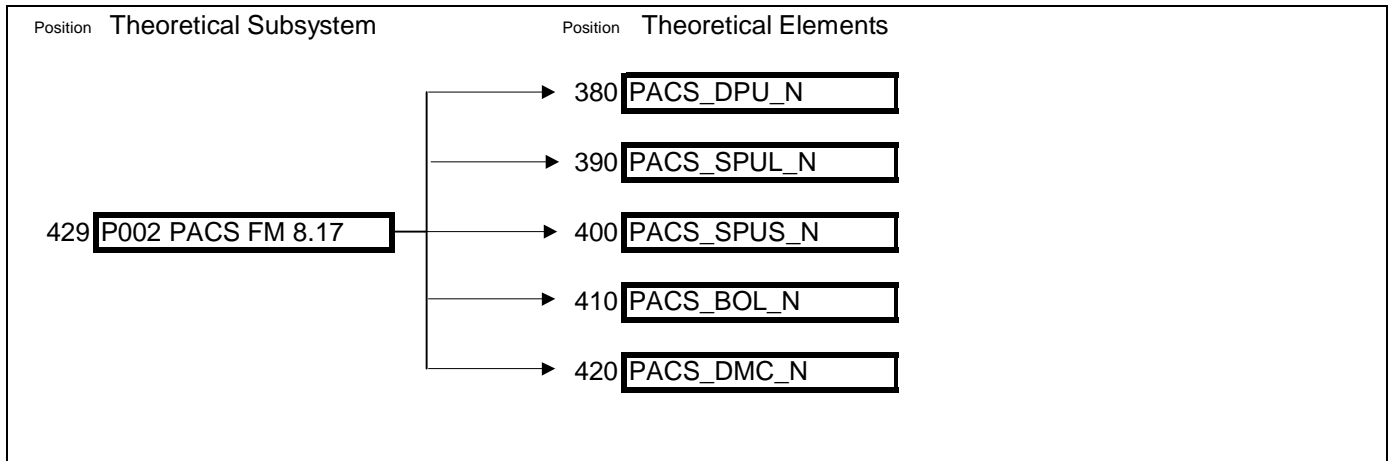 Position Theoretical Subsystem Position Theoretical Elements
380 PACS_DPU_N
390 PACS_SPUL_N
429 P002 PACS FM 8.17 400 PACS_SPUS_N
410 PACS_BOL_N
420 PACS_DMC_N